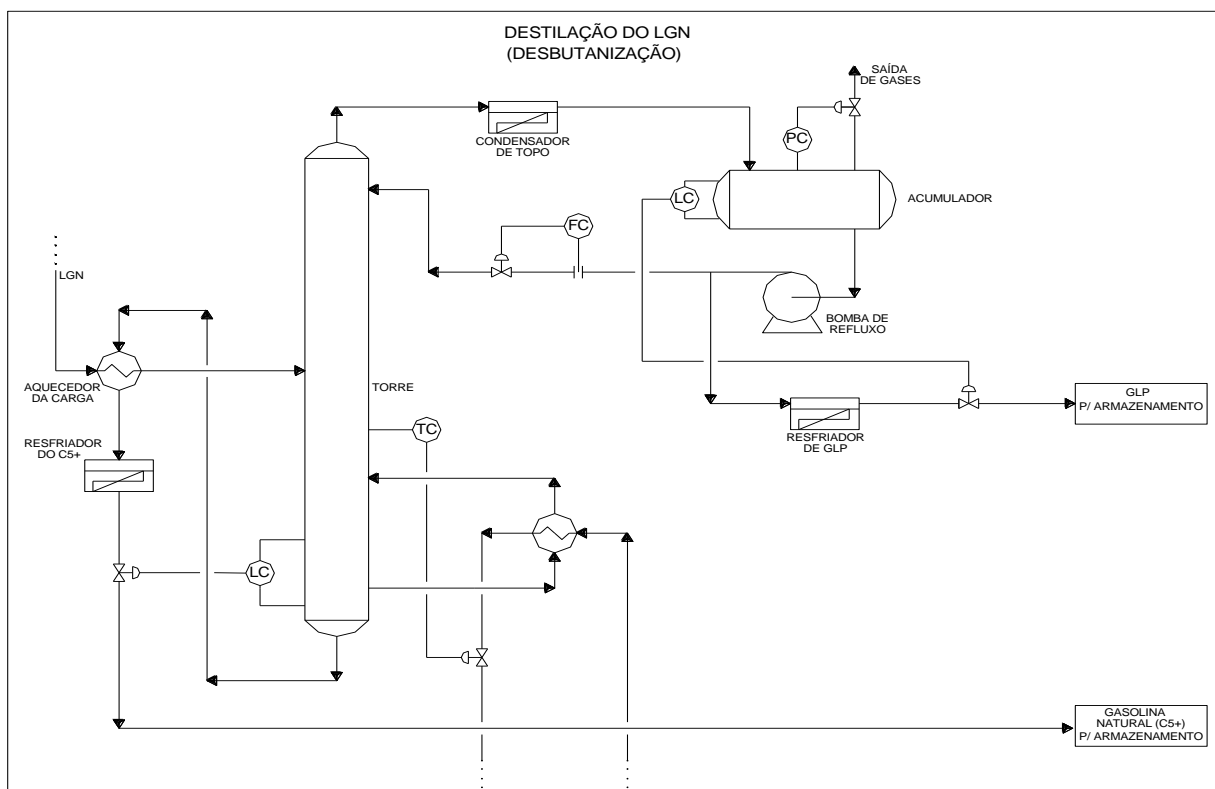 DESTILAÇÃO DO LGN
(DESBUTANIZAÇÃO)
SAÍDA
DE GASES
CONDENSADOR
DE TOPO
PC
LC
ACUMULADOR
FC
LGN
BOMBA DE
REFLUXO
AQUECEDOR
DA CARGA
TORRE
GLP
P/ ARMAZENAMENTO
RESFRIADOR
DO C5+
TC
RESFRIADOR
DE GLP
LC
GASOLINA
NATURAL (C5+)
P/ ARMAZENAMENTO